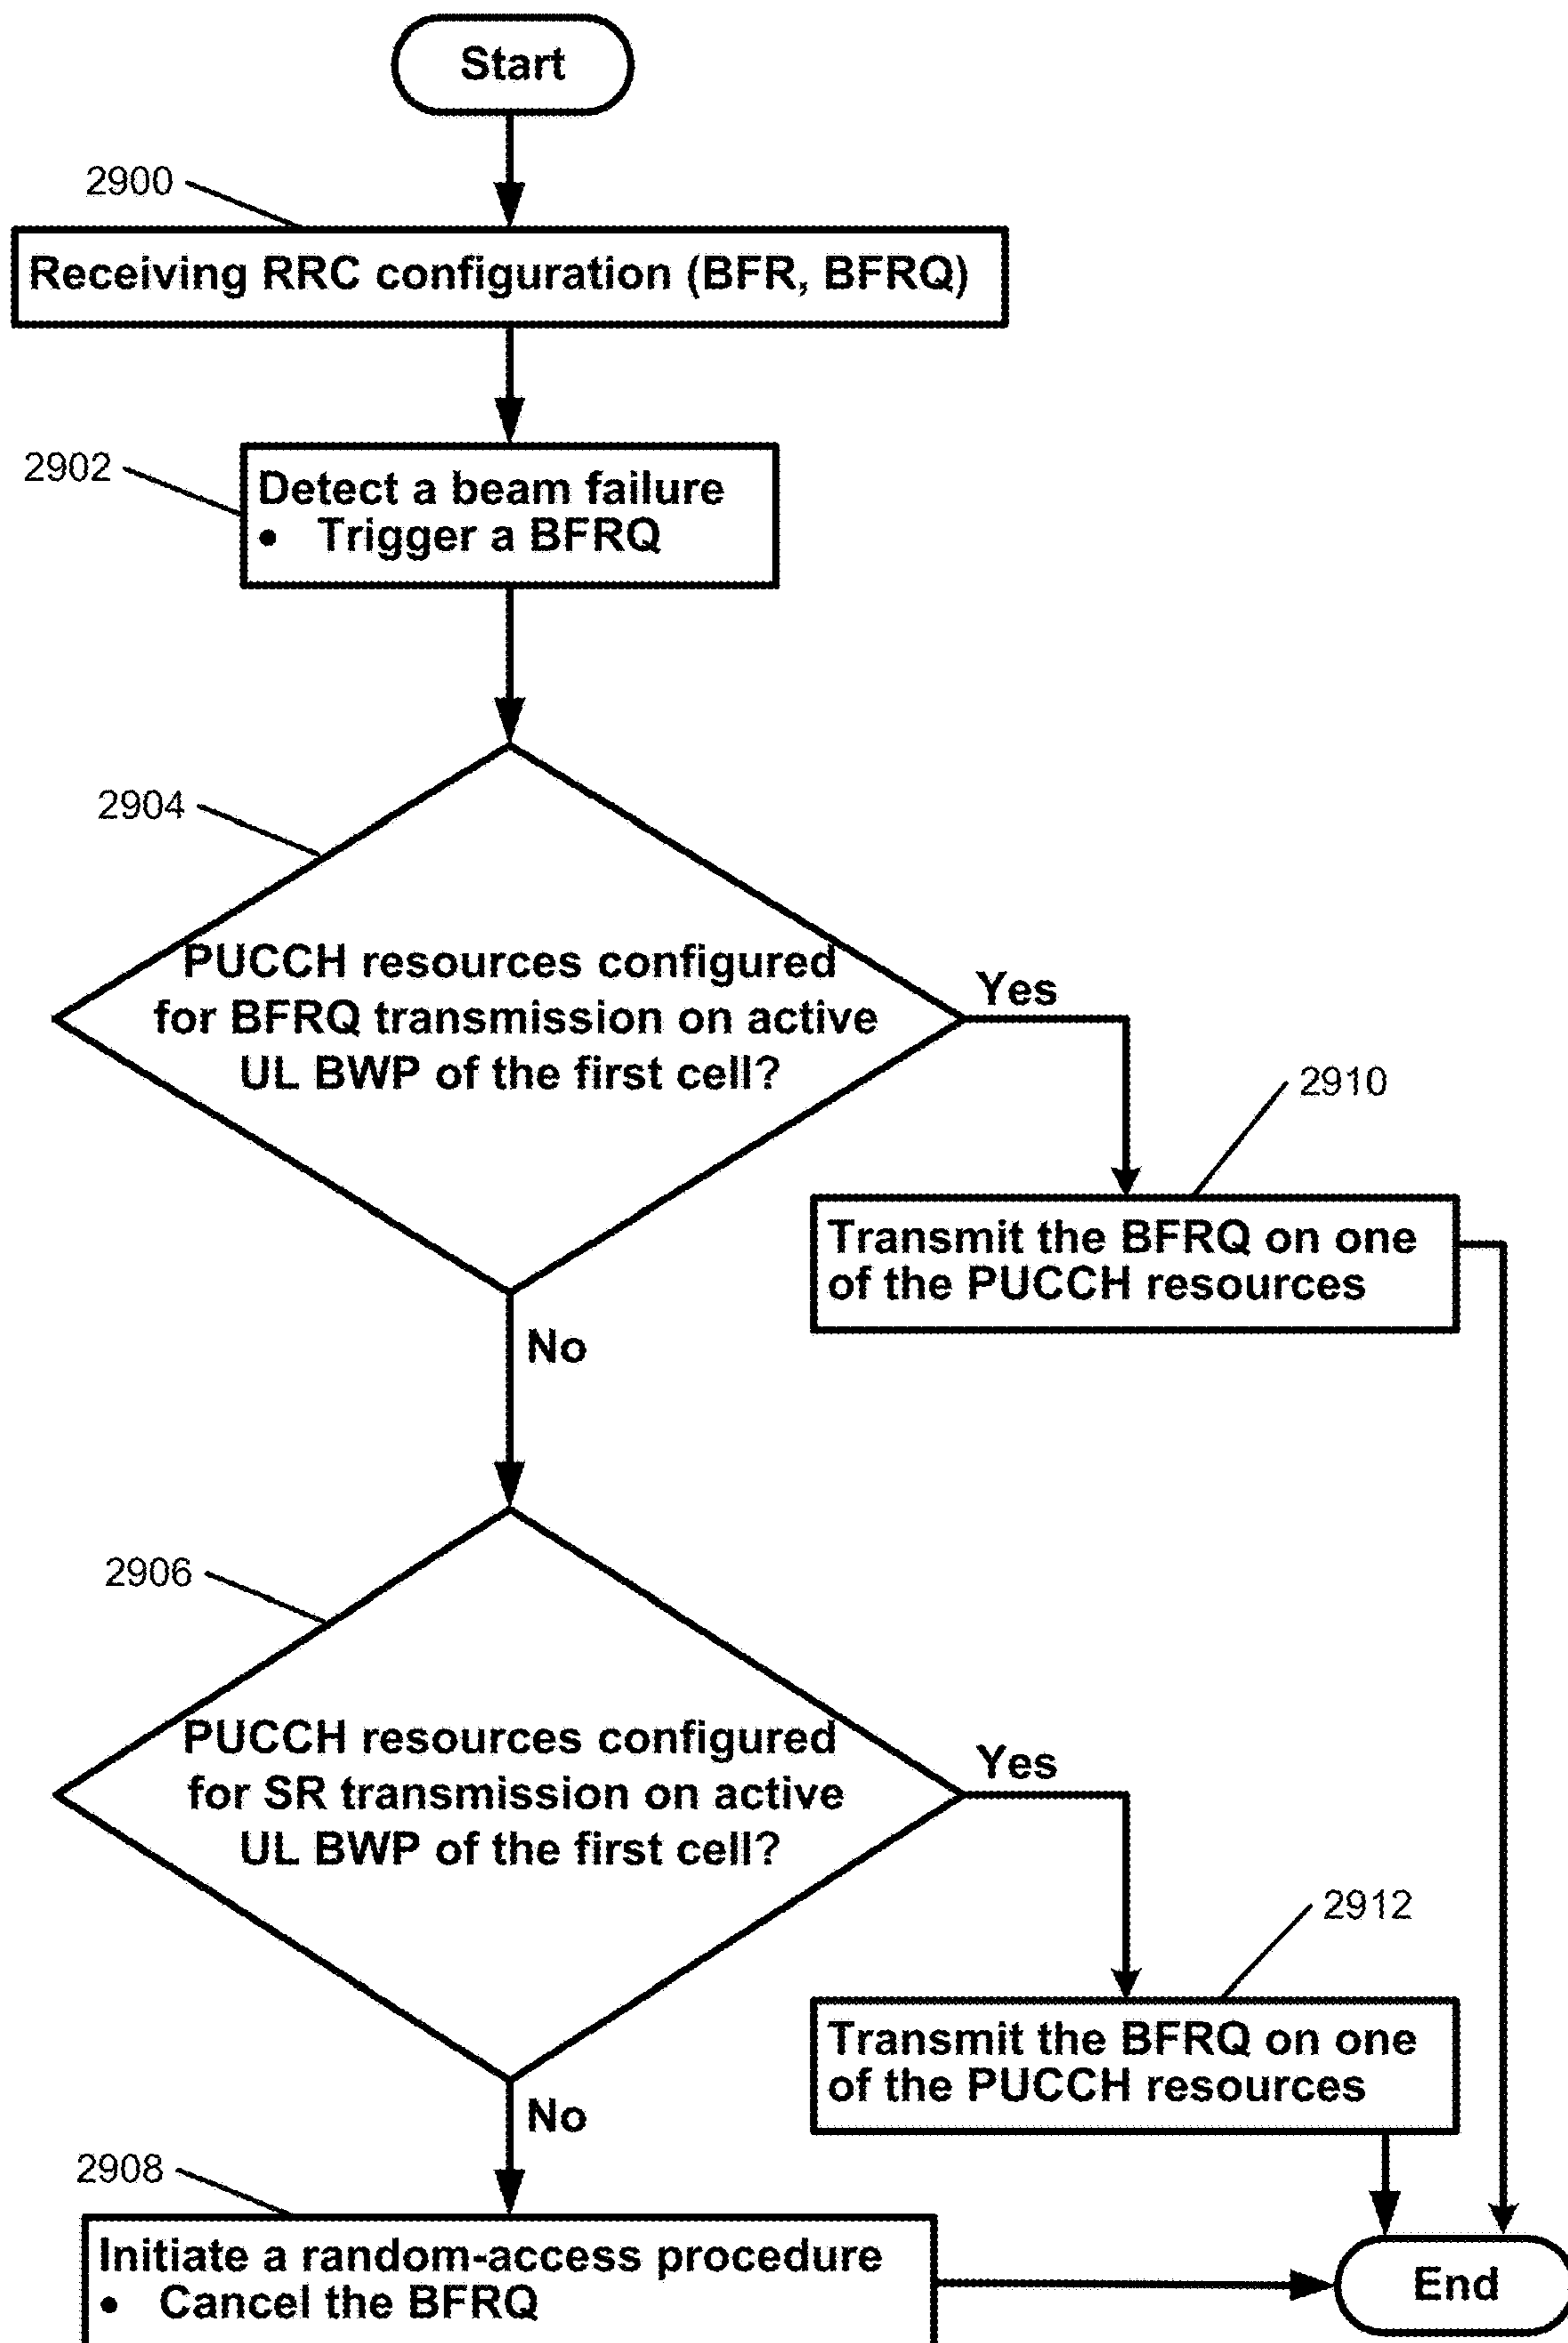 Start
2900
Receiving RRC configuration (BFR, BFRQ)
2902
Detect a beam failure
• Trigger a BFRQ
2904
PUCCH resources configured
for BFRQ transmission on active
UL BWP of the first cell?
Yes
2910
Transmit the BFRQ on one
of the PUCCH resources
No
2906
PUCCH resources configured
for SR transmission on active
UL BWP of the first cell?
Yes
2912
Transmit the BFRQ on one
of the PUCCH resources
No
2908
Initiate a random-access procedure
• Cancel the BFRQ
End